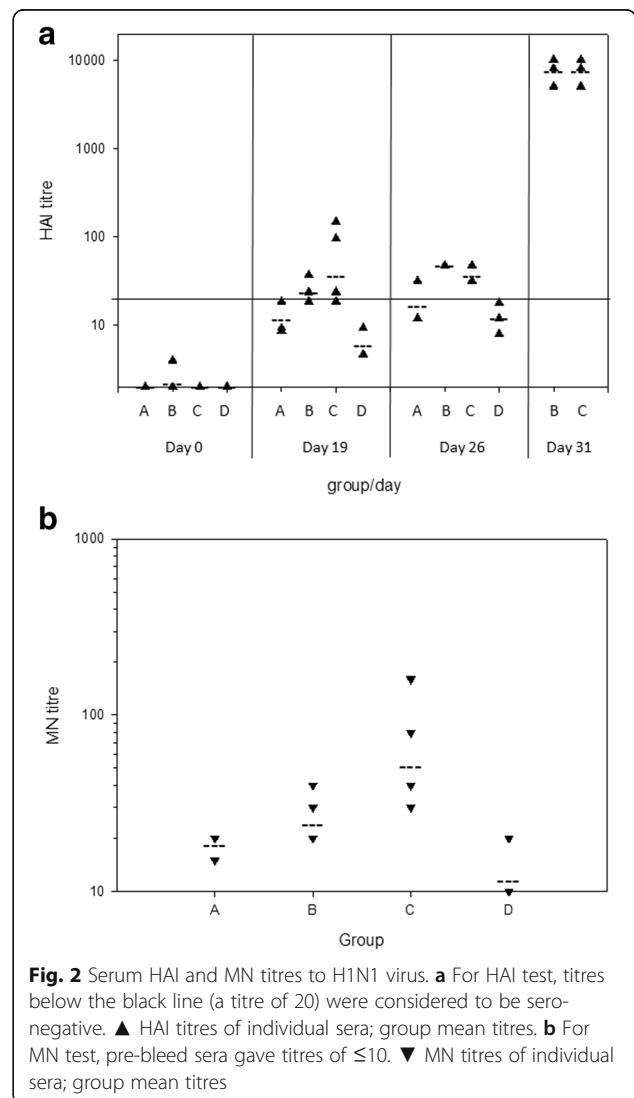 a
10000
1000
100
10
HAI titre
A B C D A B C D A B C D B C
Day 0 Day 19 Day 26 Day 31
group/day
b
1000
100
10
MN titre
A B C D
Group
Fig. 2 Serum HAI and MN titres to H1N1 virus. a For HAI test, titres
below the black line (a titre of 20) were considered to be sero-
negative. ▲ HAI titres of individual sera; group mean titres. b For
MN test, pre-bleed sera gave titres of ≤10. ▼ MN titres of individual
sera; group mean titres